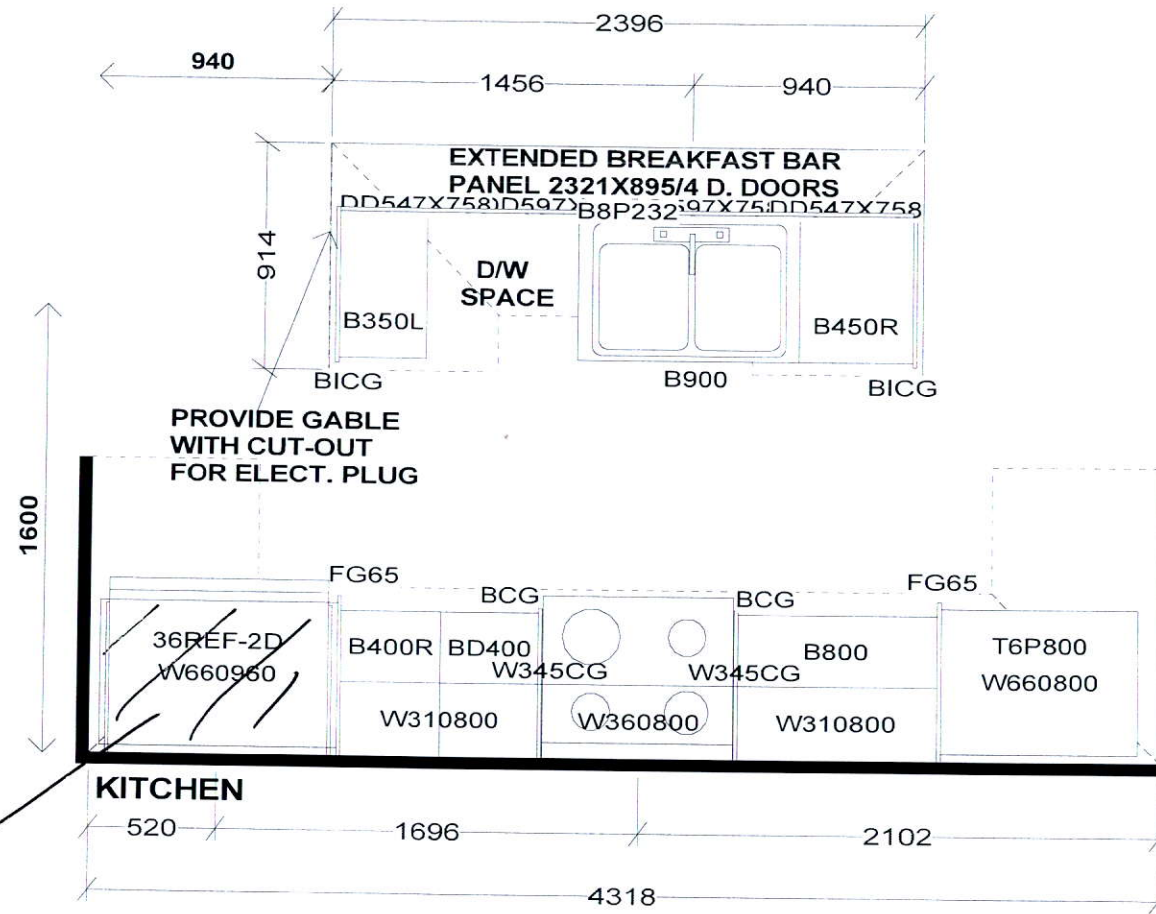 2396
940
1456
940
EXTENDED BREAKFAST BAR
PANEL 2321X895/4 D. DOORS
DD547X758
B8P232
DD547X758
914
D/W
SPACE
B350L
B450R
BICG
B900
BICG
PROVIDE GABLE
WITH CUT-OUT
FOR ELECT. PLUG
1600
FG65
BCG
BCG
FG65
36REF-2D
W660960
B400R
BD400
W345CG
W345CG
B800
T6P800
W660800
W310800
W360800
W310800
KITCHEN
520
1696
2102
4318